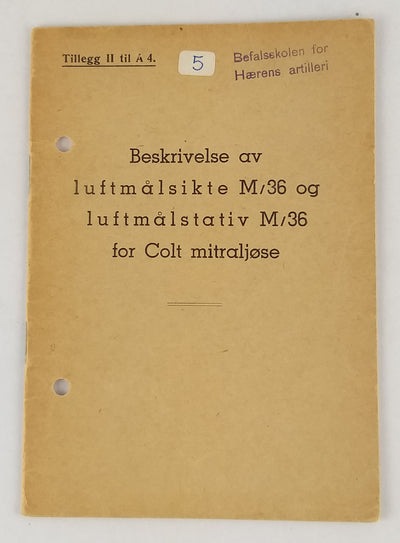 Tillegg II til Å 4.
5
Befalsskolen for
Hærens artilleri
Beskrivelse av
luftmålsikte M/36 og
luftmålstativ M/36
for Colt mitraljøse